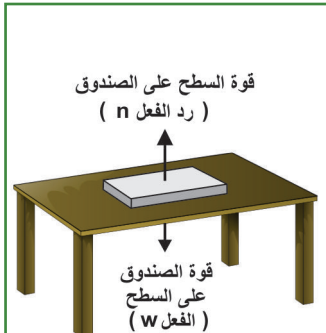 قوة السطح على الصندوق
( رد الفعل n )
قوة الصندوق
على السطح
( الفعل w )